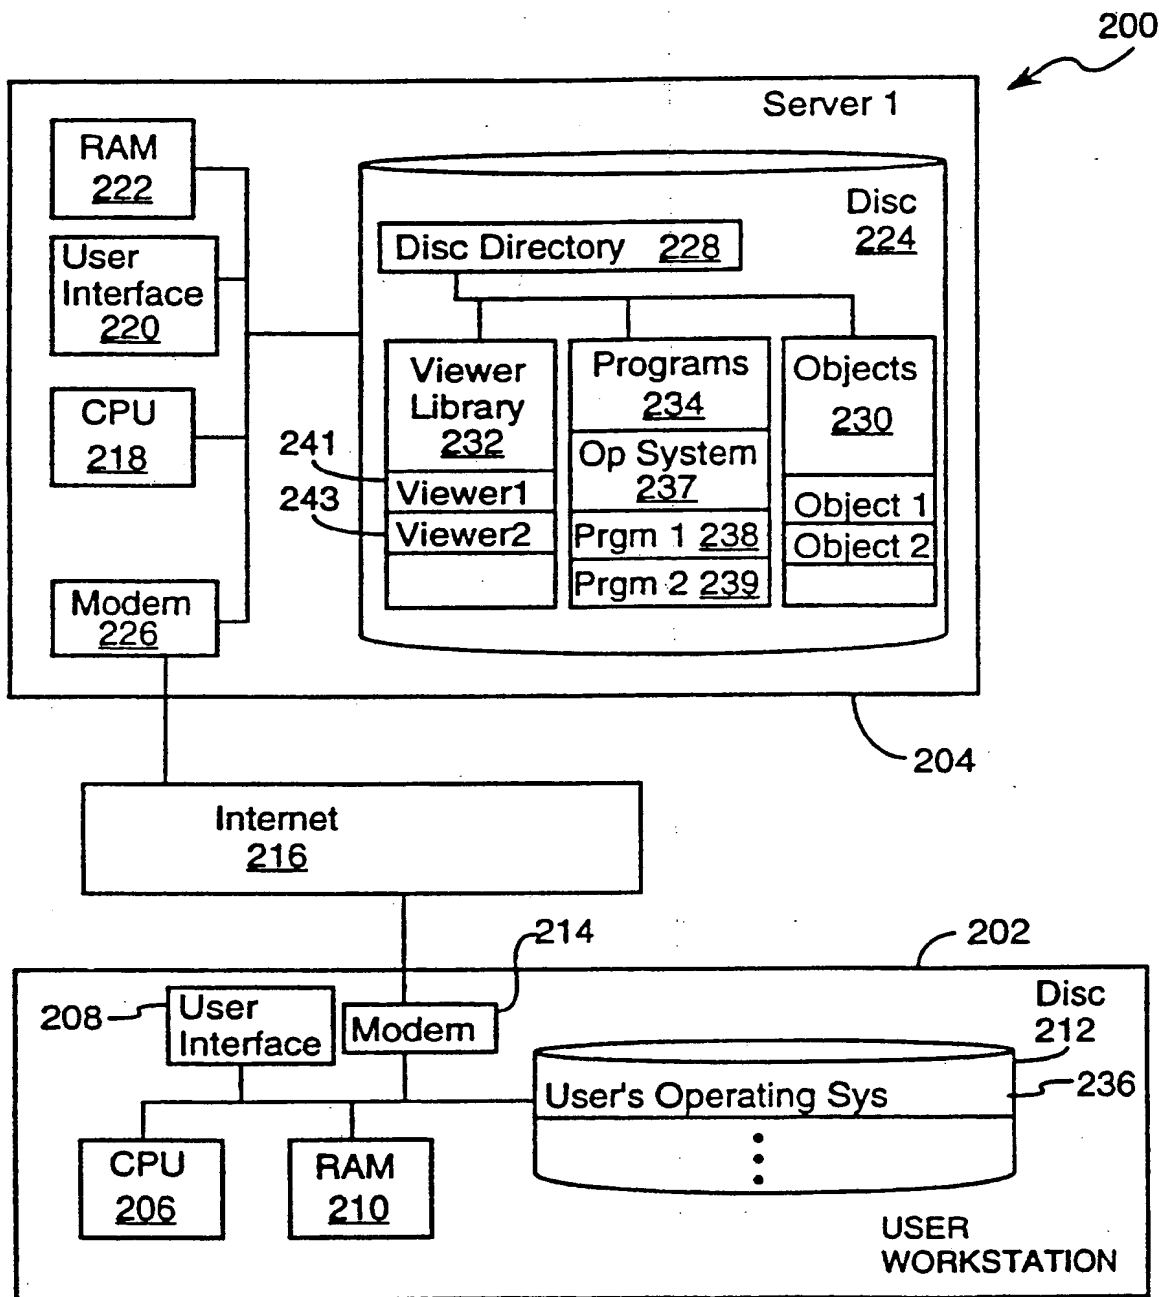 200
Server 1
RAM
222
User
Interface
220
CPU
218
Modem
226
Disc
224
Disc Directory 228
Viewer
Library
232
241
Viewer1
243
Viewer2
Programs
234
Op System
237
Prgm 1 238
Prgm 2 239
Objects
230
Object 1
Object 2
204
Internet
216
214
202
208
User
Interface
Modem
Disc
212
User's Operating Sys
236
CPU
206
RAM
210
USER
WORKSTATION